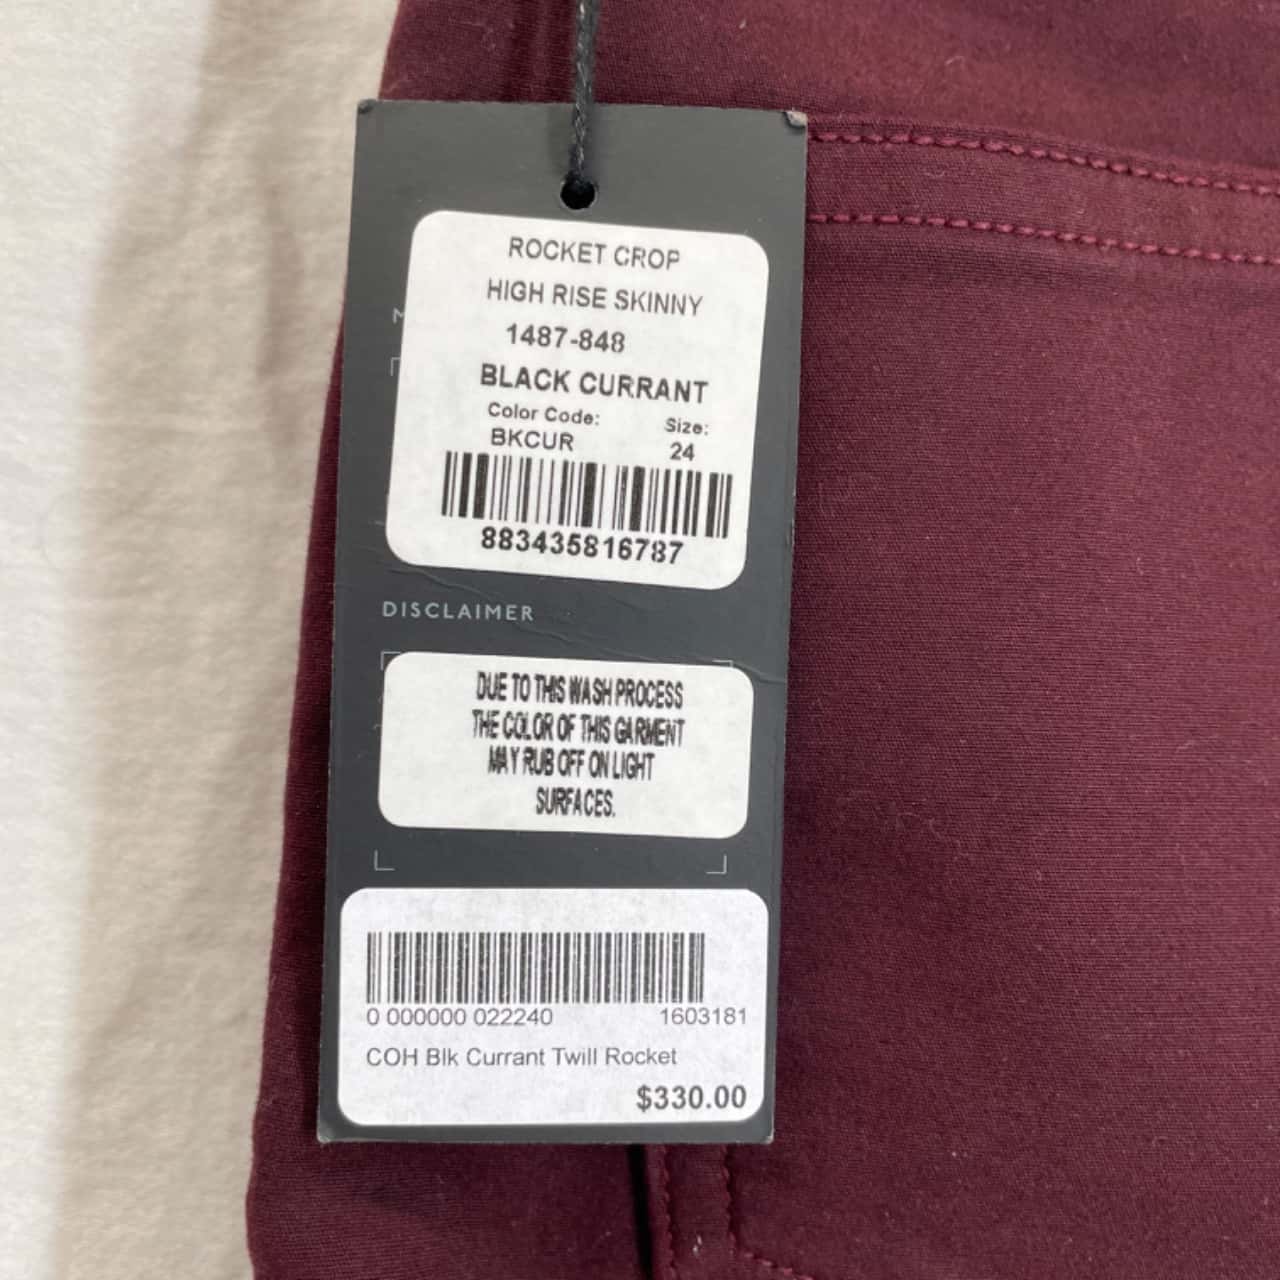 ROCKET CROP
HIGH RISE SKINNY
1487-848
BLACK CURRANT
Color Code: Size:
BKCUR 24
883435816787
DISCLAIMER
DUE TO THIS WASH PROCESS
THE COLOR OF THIS GARMENT
MAY RUB OFF ON LIGHT
SURFACES.
0 000000 022240 1603181
COH Blk Currant Twill Rocket
$330.00